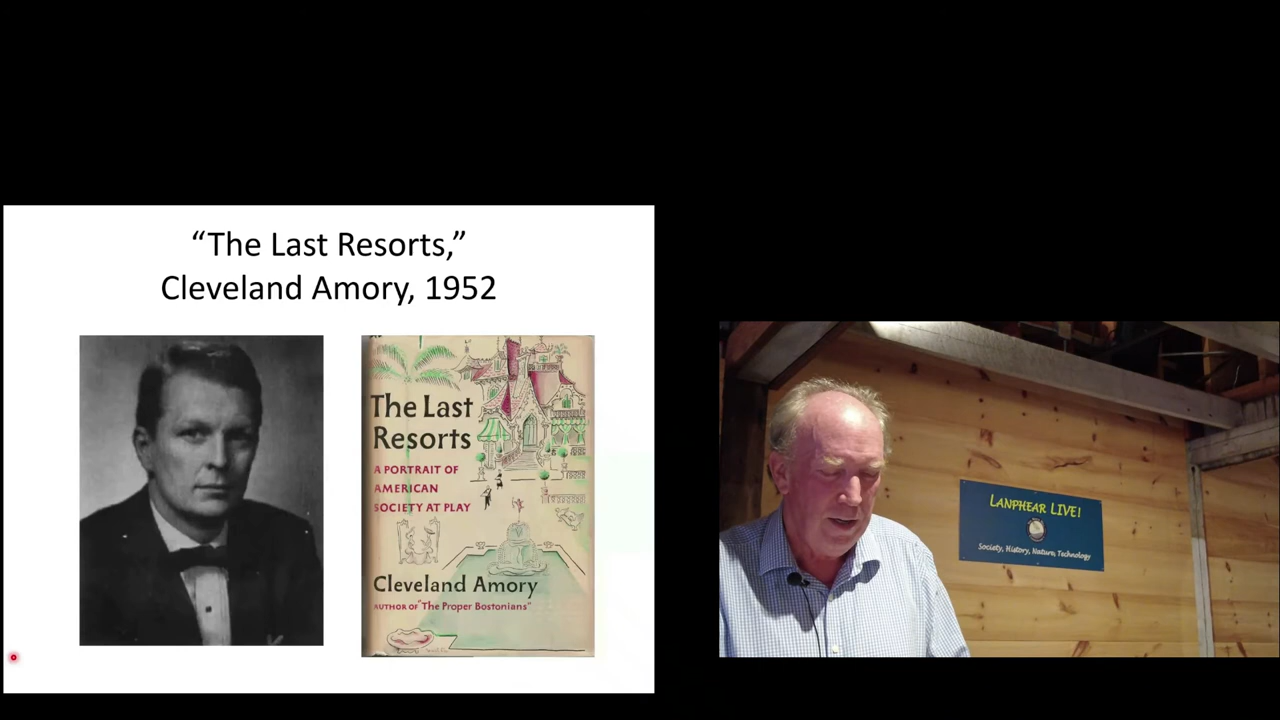 “The Last Resorts,”
Cleveland Amory, 1952
The Last
Resorts
A PORTRAIT OF
AMERICAN
SOCIETY AT PLAY
Cleveland Amory
AUTHOR OF "The Proper Bostonians"
LANPHEAR LIVE!
Society, History, Nature, Technology